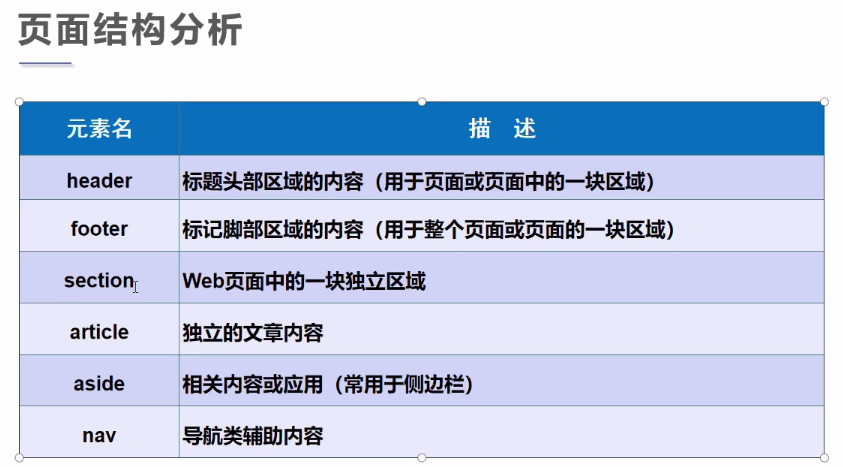 页面结构分析
元素名 描 述
header 标题头部区域的内容（用于页面或页面中的一块区域）
footer 标记脚部区域的内容（用于整个页面或页面的一块区域）
section Web页面中的一块独立区域
article 独立的文章内容
aside 相关内容或应用（常用于侧边栏）
nav 导航类辅助内容